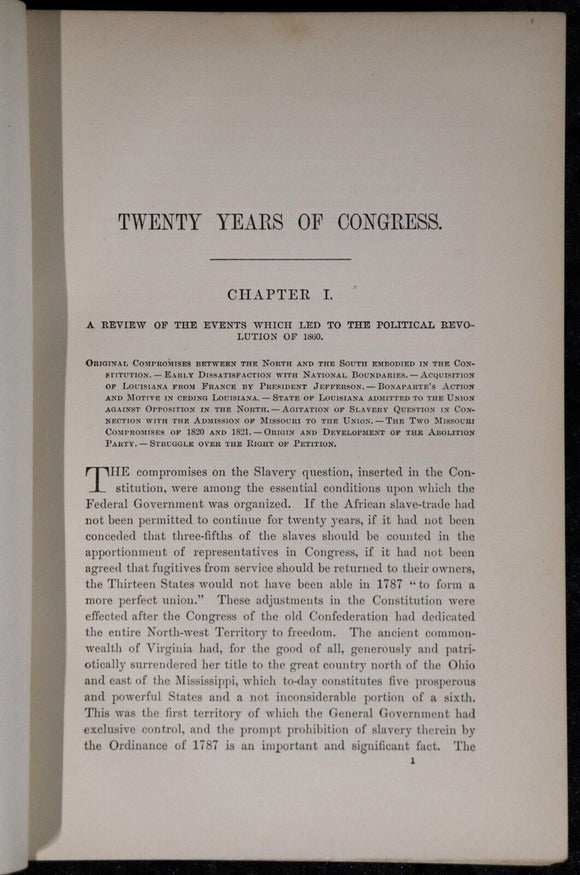 TWENTY YEARS OF CONGRESS.
CHAPTER I.
A REVIEW OF THE EVENTS WHICH LED TO THE POLITICAL REVO-
LUTION OF 1860.
ORIGINAL COMPROMISES BETWEEN THE NORTH AND THE SOUTH EMBODIED IN THE CON-
STITUTION. — EARLY DISSATISFACTION WITH NATIONAL BOUNDARIES. — ACQUISITION
OF LOUISIANA FROM FRANCE BY PRESIDENT JEFFERSON. — BONAPARTE'S ACTION
AND MOTIVE IN CEDING LOUISIANA. — STATE OF LOUISIANA ADMITTED TO THE UNION
AGAINST OPPOSITION IN THE NORTH. — AGITATION OF SLAVERY QUESTION IN CON-
NECTION WITH THE ADMISSION OF MISSOURI TO THE UNION. — THE TWO MISSOURI
COMPROMISES OF 1820 AND 1821. — ORIGIN AND DEVELOPMENT OF THE ABOLITION
PARTY. — STRUGGLE OVER THE RIGHT OF PETITION.
THE compromises on the Slavery question, inserted in the Con-
stitution, were among the essential conditions upon which the
Federal Government was organized. If the African slave-trade had
not been permitted to continue for twenty years, if it had not been
conceded that three-fifths of the slaves should be counted in the
apportionment of representatives in Congress, if it had not been
agreed that fugitives from service should be returned to their owners,
the Thirteen States would not have been able in 1787 "to form a
more perfect union." These adjustments in the Constitution were
effected after the Congress of the old Confederation had dedicated
the entire North-west Territory to freedom. The ancient common-
wealth of Virginia had, for the good of all, generously and patri-
otically surrendered her title to the great country north of the Ohio
and east of the Mississippi, which to-day constitutes five prosperous
and powerful States and a not inconsiderable portion of a sixth.
This was the first territory of which the General Government had
exclusive control, and the prompt prohibition of slavery therein by
the Ordinance of 1787 is an important and significant fact. The
1